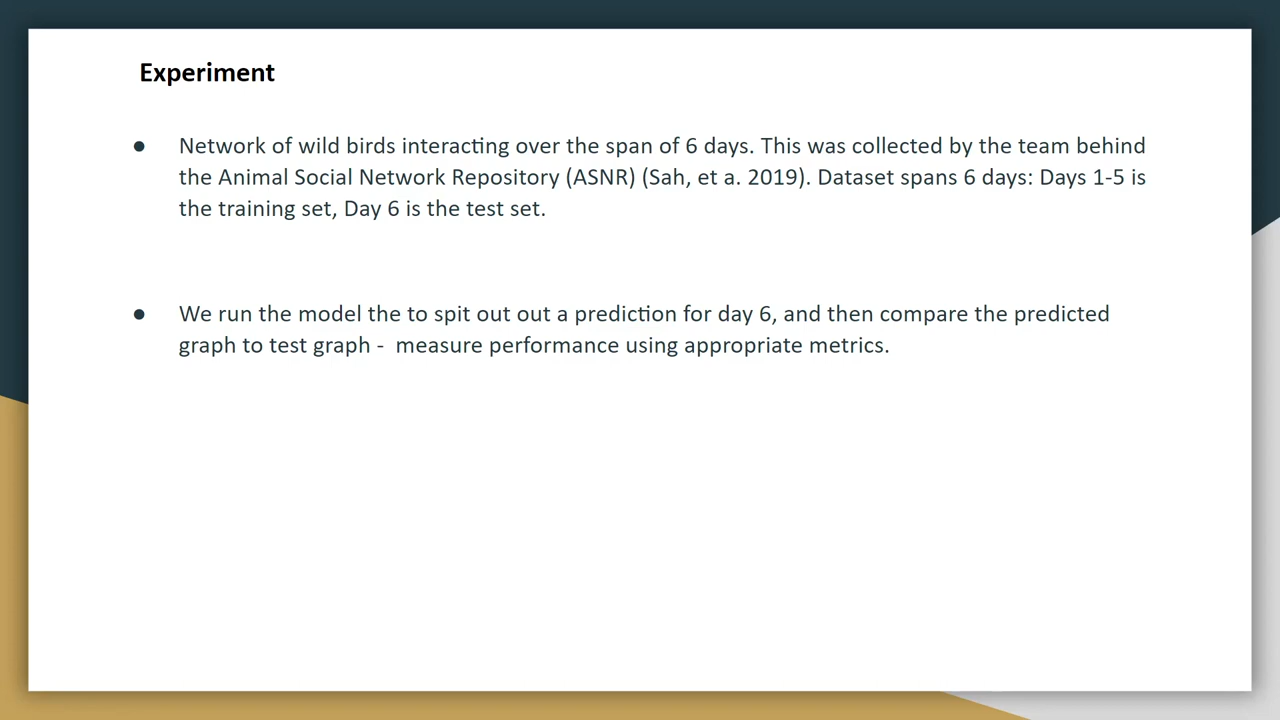 Experiment
● Network of wild birds interacting over the span of 6 days. This was collected by the team behind
the Animal Social Network Repository (ASNR) (Sah, et a. 2019). Dataset spans 6 days: Days 1-5 is
the training set, Day 6 is the test set.
● We run the model the to spit out out a prediction for day 6, and then compare the predicted
graph to test graph -  measure performance using appropriate metrics.